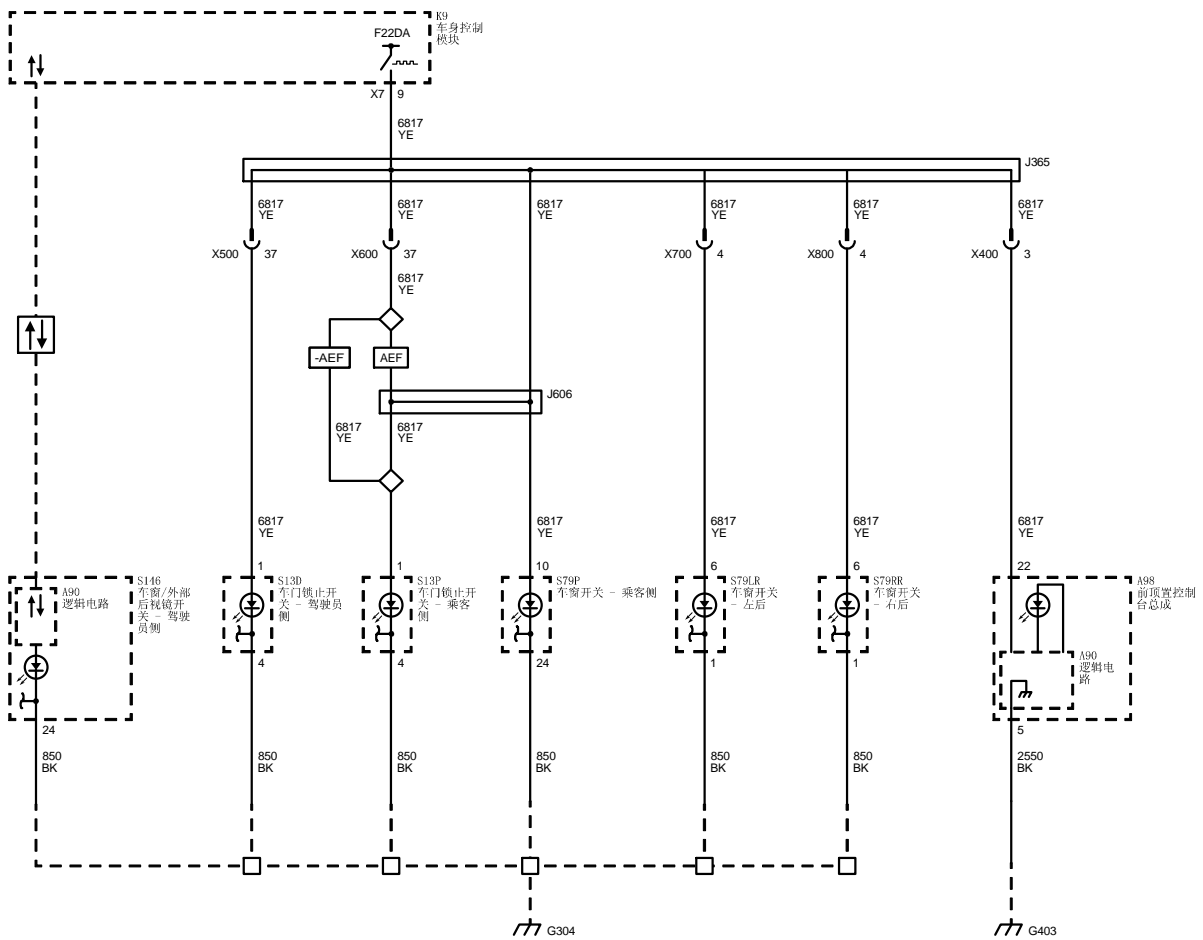 K9
车身控制
模块
F22DA
X7 9
6817
YE
J365
6817
YE
6817
YE
6817
YE
6817
YE
6817
YE
6817
YE
X500 37
X600 37
X700 4
X800 4
X400 3
6817
YE
-AEF
AEF
J606
6817
YE
6817
YE
6817
YE
6817
YE
6817
YE
6817
YE
6817
YE
1
1
10
6
6
22
S146
车窗/外部
后视镜开
关 - 驾驶
员侧
A90
逻辑电路
S13D
车门锁止开
关 - 驾驶员
侧
S13P
车门锁止开
关 - 乘客
侧
S79P
车窗开关 - 乘客侧
S79LR
车窗开关
- 左后
S79RR
车窗开关
- 右后
A98
前顶置控制
台总成
A90
逻辑电
路
4
4
24
1
1
24
5
850
BK
850
BK
850
BK
850
BK
850
BK
850
BK
2550
BK
G304
G403